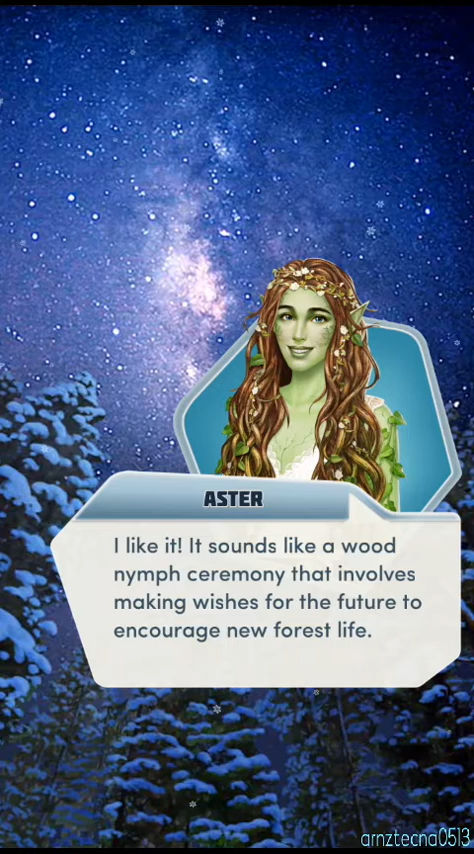 ASTER
I like it! It sounds like a wood
nymph ceremony that involves
making wishes for the future to
encourage new forest life.
arnztecna0513